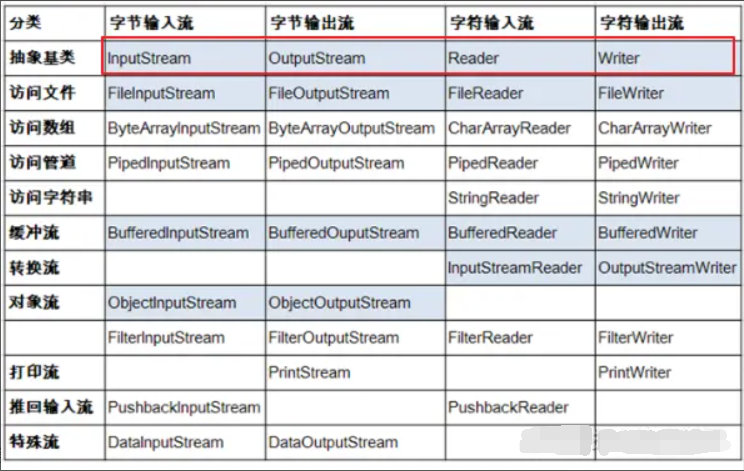 分类 字节输入流 字节输出流 字符输入流 字符输出流
抽象基类 InputStream OutputStream Reader Writer
访问文件 FileInputStream FileOutputStream FileReader FileWriter
访问数组 ByteArrayInputStream ByteArrayOutputStream CharArrayReader CharArrayWriter
访问管道 PipedInputStream PipedOutputStream PipedReader PipedWriter
访问字符串 StringReader StringWriter
缓冲流 BufferedInputStream BufferedOuputStream BufferedReader BufferedWriter
转换流 InputStreamReader OutputStreamWriter
对象流 ObjectInputStream ObjectOutputStream
FilterInputStream FilterOutputStream FilterReader FilterWriter
打印流 PrintStream PrintWriter
推回输入流 PushbackInputStream PushbackReader
特殊流 DataInputStream DataOutputStream